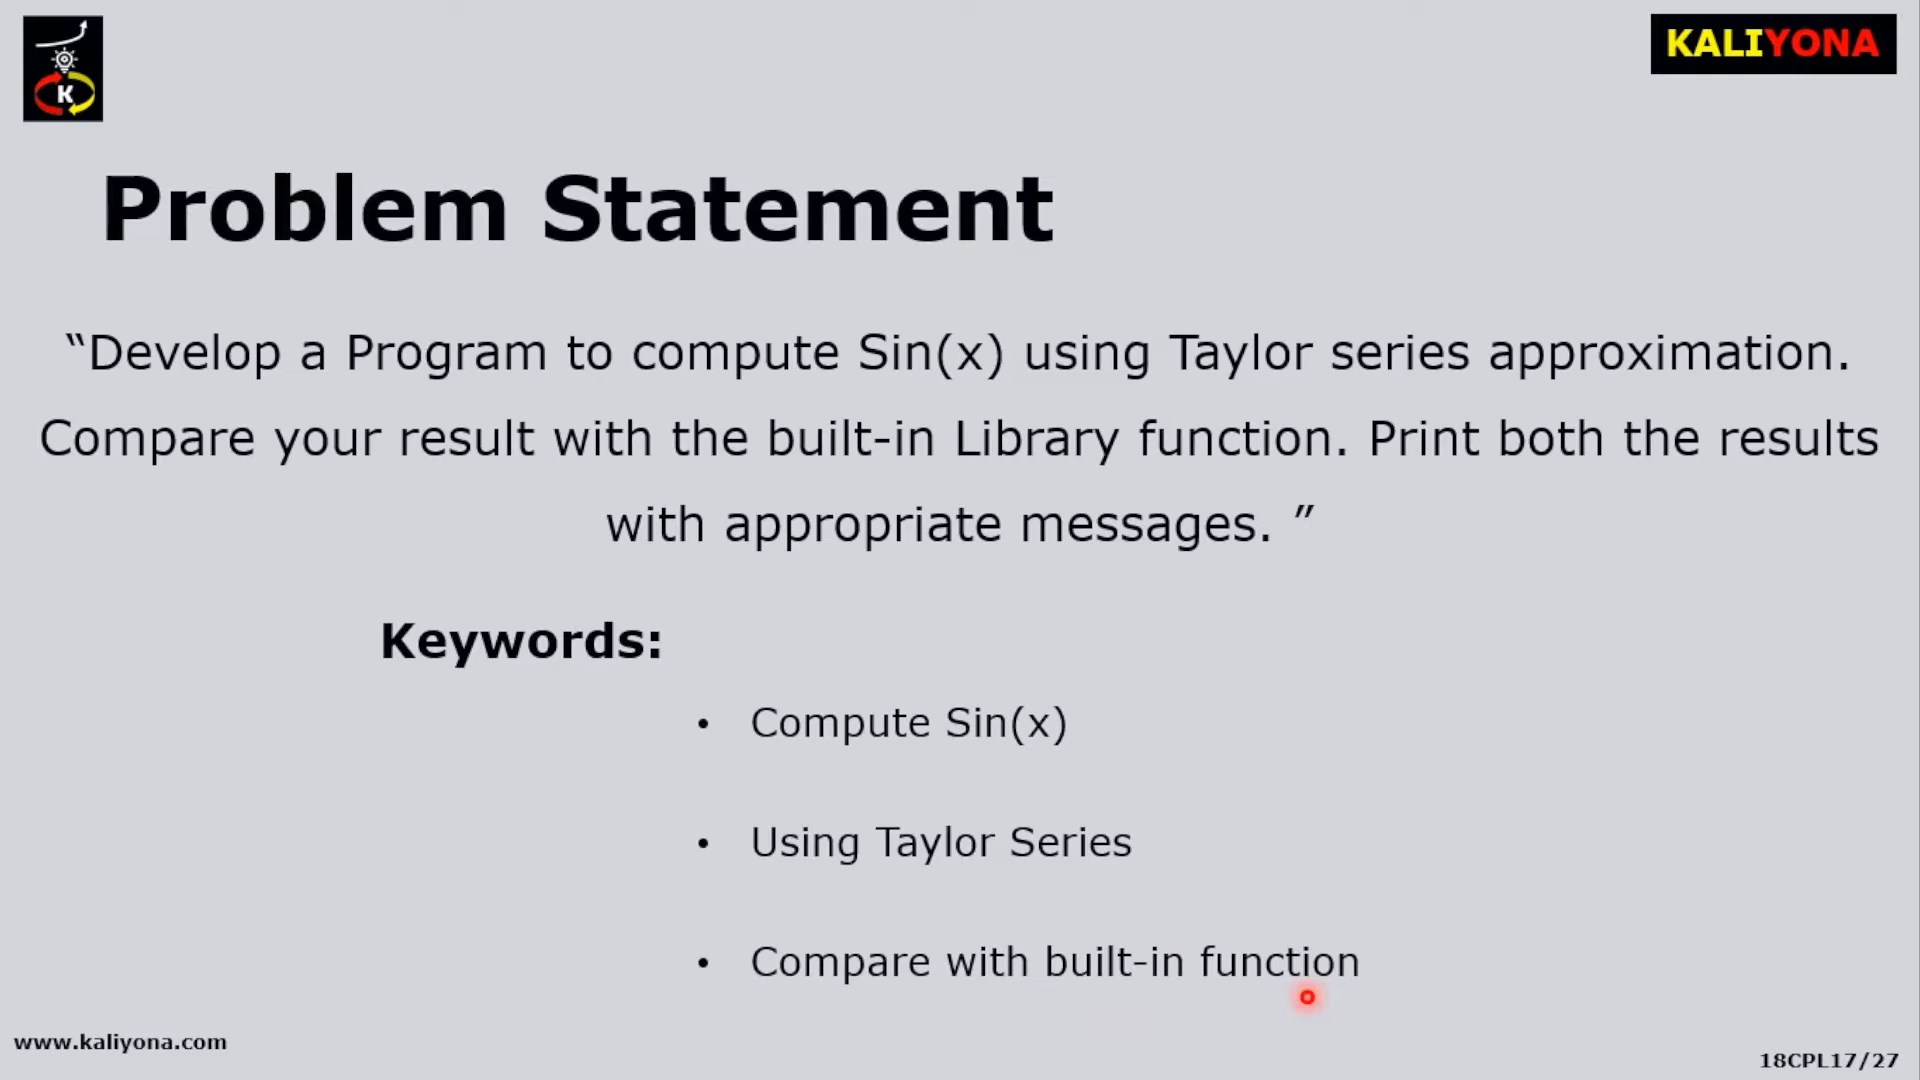 K
KALIYONA
Problem Statement
“Develop a Program to compute Sin(x) using Taylor series approximation.
Compare your result with the built-in Library function. Print both the results
with appropriate messages. ”
Keywords:
• Compute Sin(x)
• Using Taylor Series
• Compare with built-in function
www.kaliyona.com
18CPL17/27